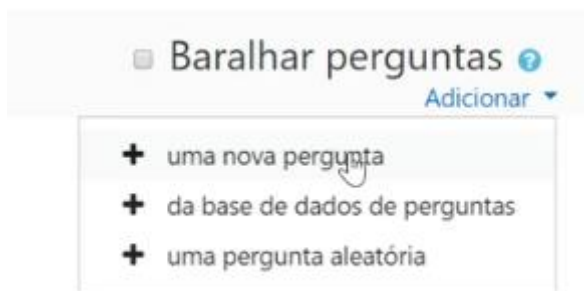 Baralhar perguntas
Adicionar
uma nova pergunta
da base de dados de perguntas
uma pergunta aleatória